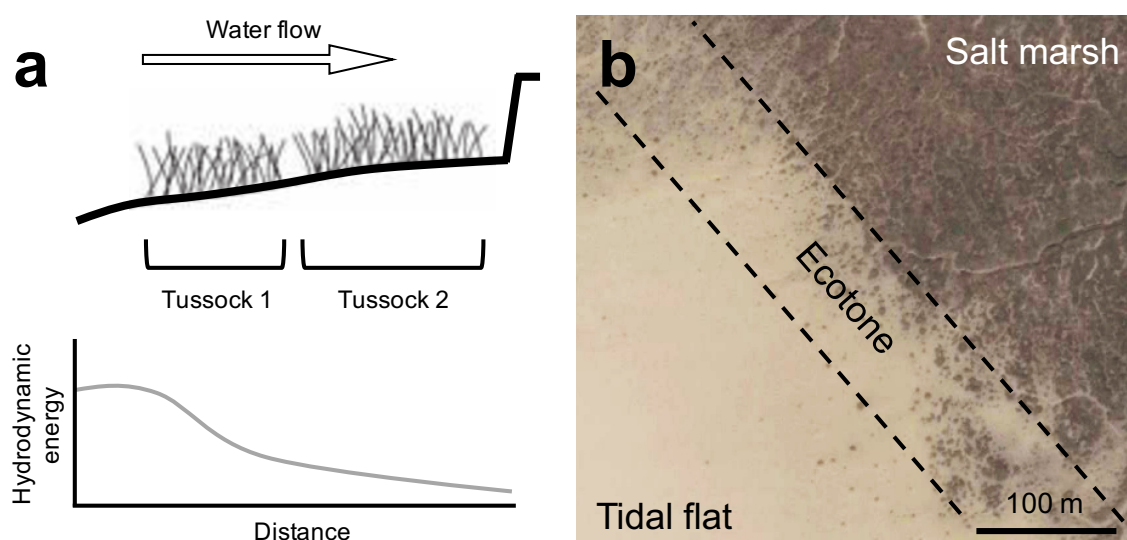 a
Water flow
Tussock 1
Tussock 2
Hydrodynamic
energy
Distance
b
Salt marsh
Ecotone
Tidal flat
100 m